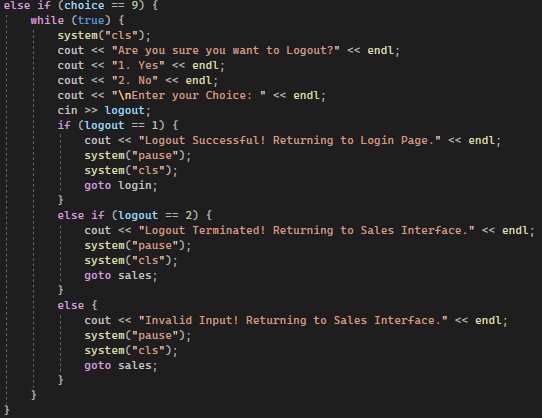 else if (choice == 9) {
    while (true) {
        system("cls");
        cout << "Are you sure you want to Logout?" << endl;
        cout << "1. Yes" << endl;
        cout << "2. No" << endl;
        cout << "\nEnter your Choice: " << endl;
        cin >> logout;
        if (logout == 1) {
            cout << "Logout Successful! Returning to Login Page." << endl;
            system("pause");
            system("cls");
            goto login;
        }
        else if (logout == 2) {
            cout << "Logout Terminated! Returning to Sales Interface." << endl;
            system("pause");
            system("cls");
            goto sales;
        }
        else {
            cout << "Invalid Input! Returning to Sales Interface." << endl;
            system("pause");
            system("cls");
            goto sales;
        }
    }
}